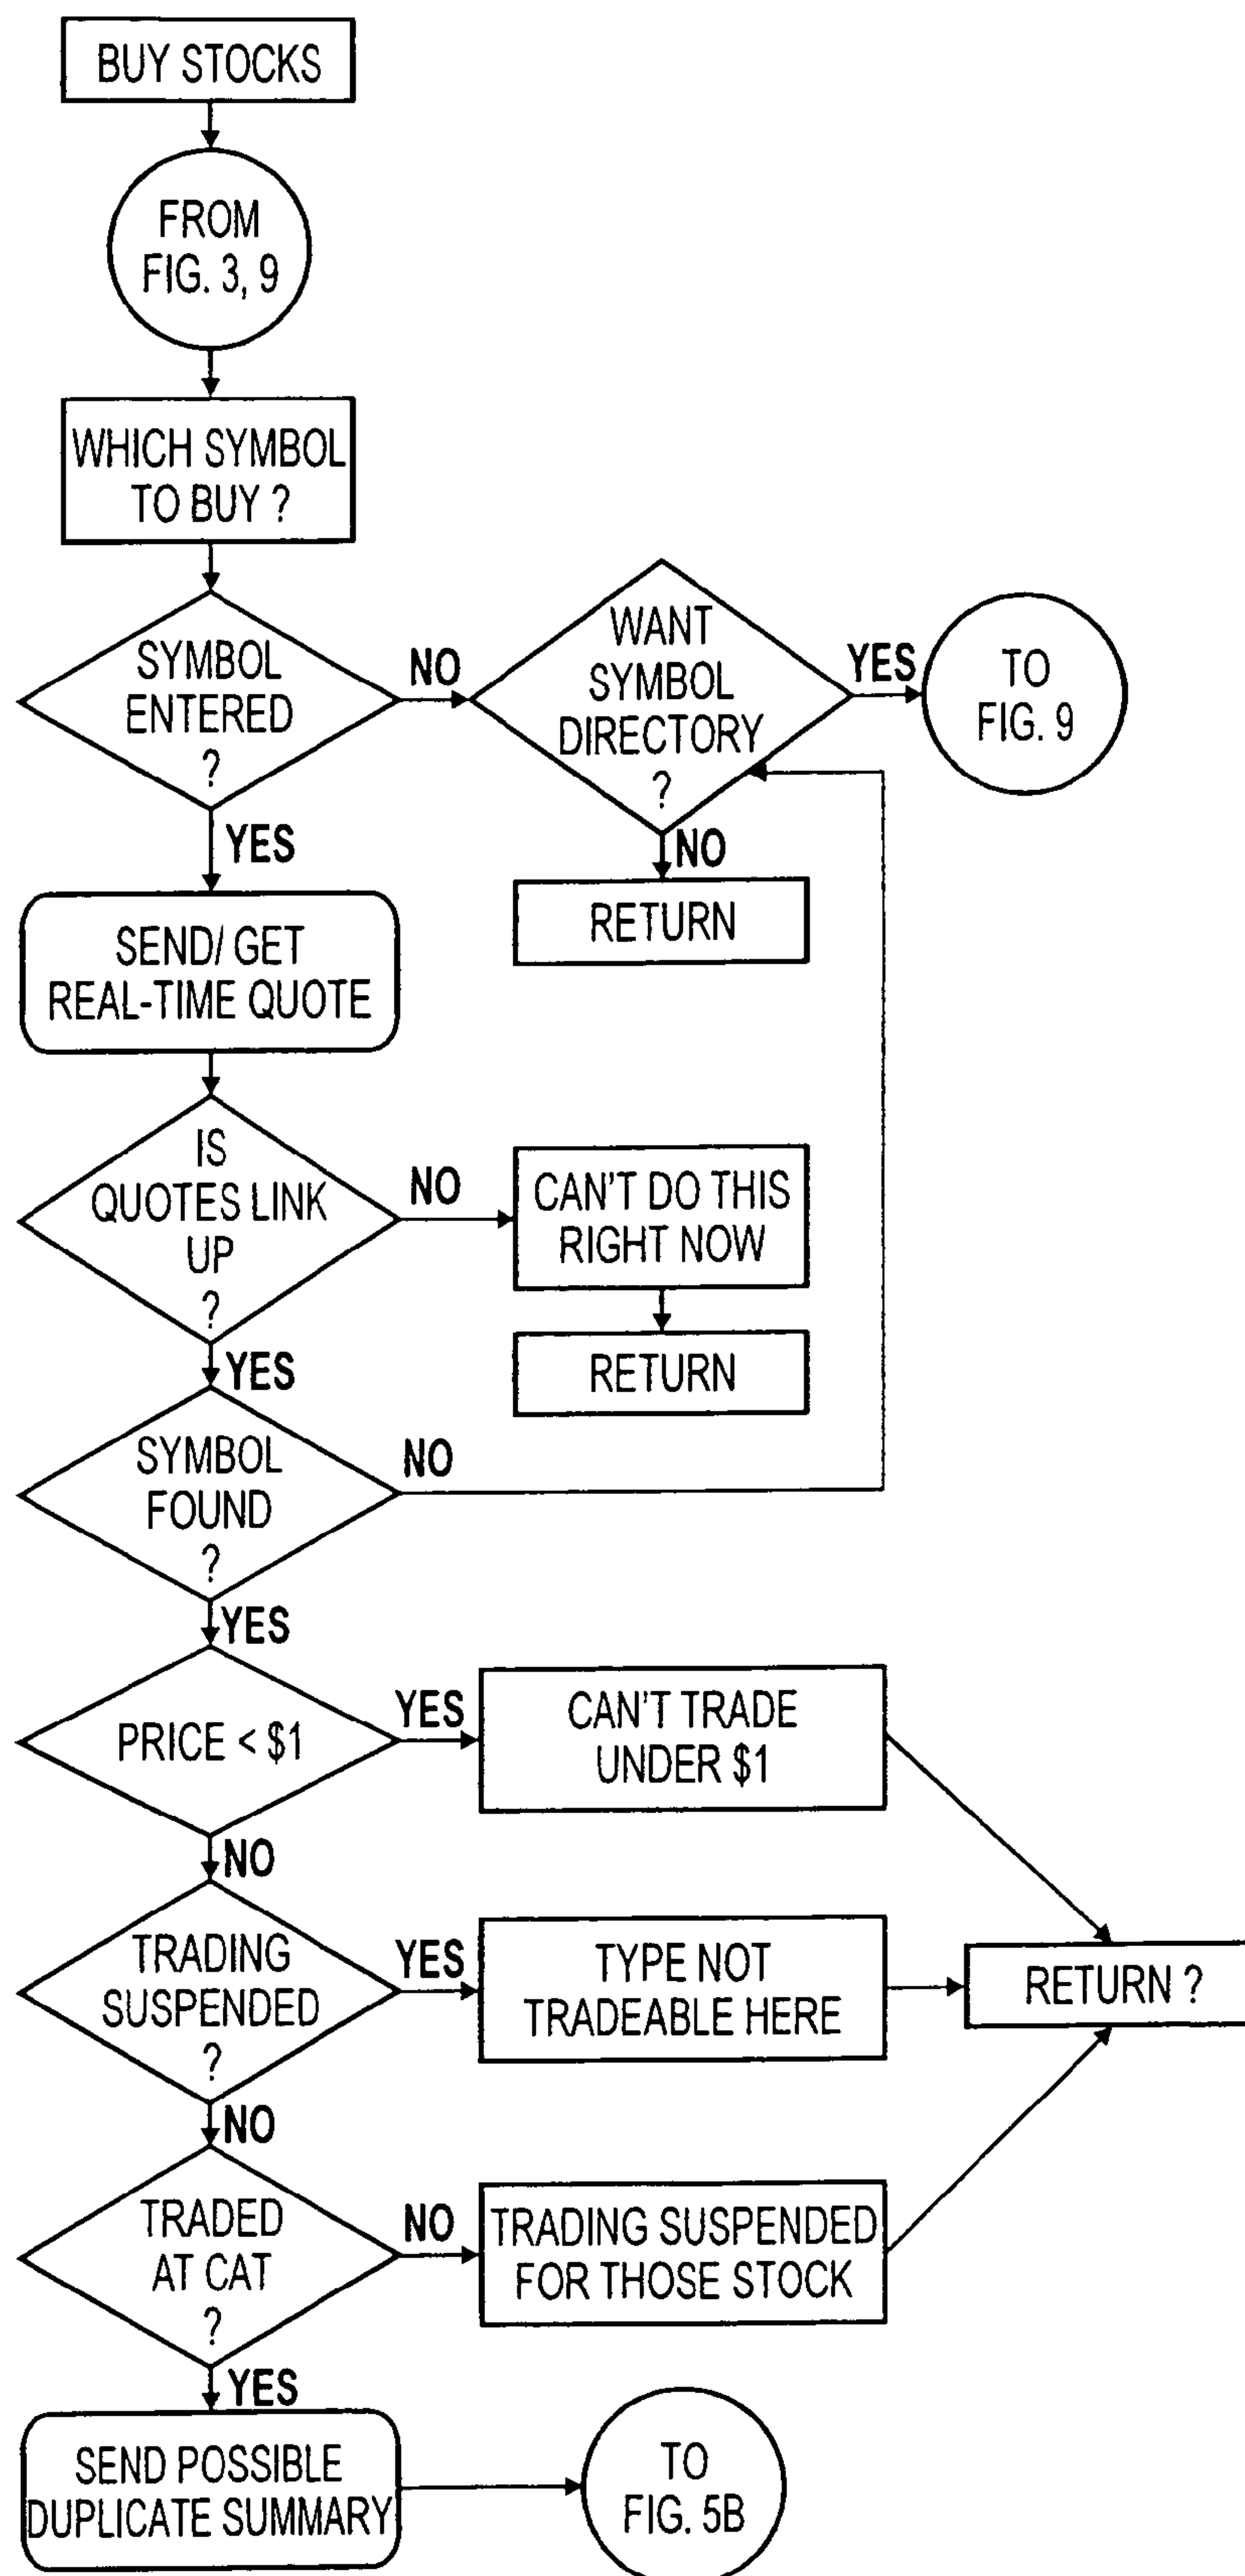 BUY STOCKS
FROM
FIG. 3, 9
WHICH SYMBOL
TO BUY ?
SYMBOL
ENTERED
?
NO
WANT
SYMBOL
DIRECTORY
?
YES
TO
FIG. 9
YES
NO
RETURN
SEND/ GET
REAL-TIME QUOTE
IS
QUOTES LINK
UP
?
NO
CAN'T DO THIS
RIGHT NOW
RETURN
YES
SYMBOL
FOUND
?
NO
YES
PRICE < $1
YES
CAN'T TRADE
UNDER $1
NO
TRADING
SUSPENDED
?
YES
TYPE NOT
TRADEABLE HERE
RETURN ?
NO
TRADED
AT CAT
?
NO
TRADING SUSPENDED
FOR THOSE STOCK
YES
SEND POSSIBLE
DUPLICATE SUMMARY
TO
FIG. 5B